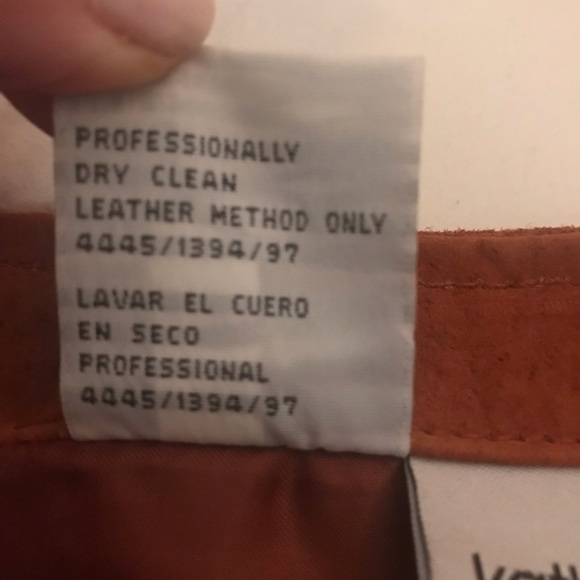 PROFESSIONALLY
DRY CLEAN
LEATHER METHOD ONLY
4445/1394/97
LAVAR EL CUERO
EN SECO
PROFESSIONAL
4445/1394/97